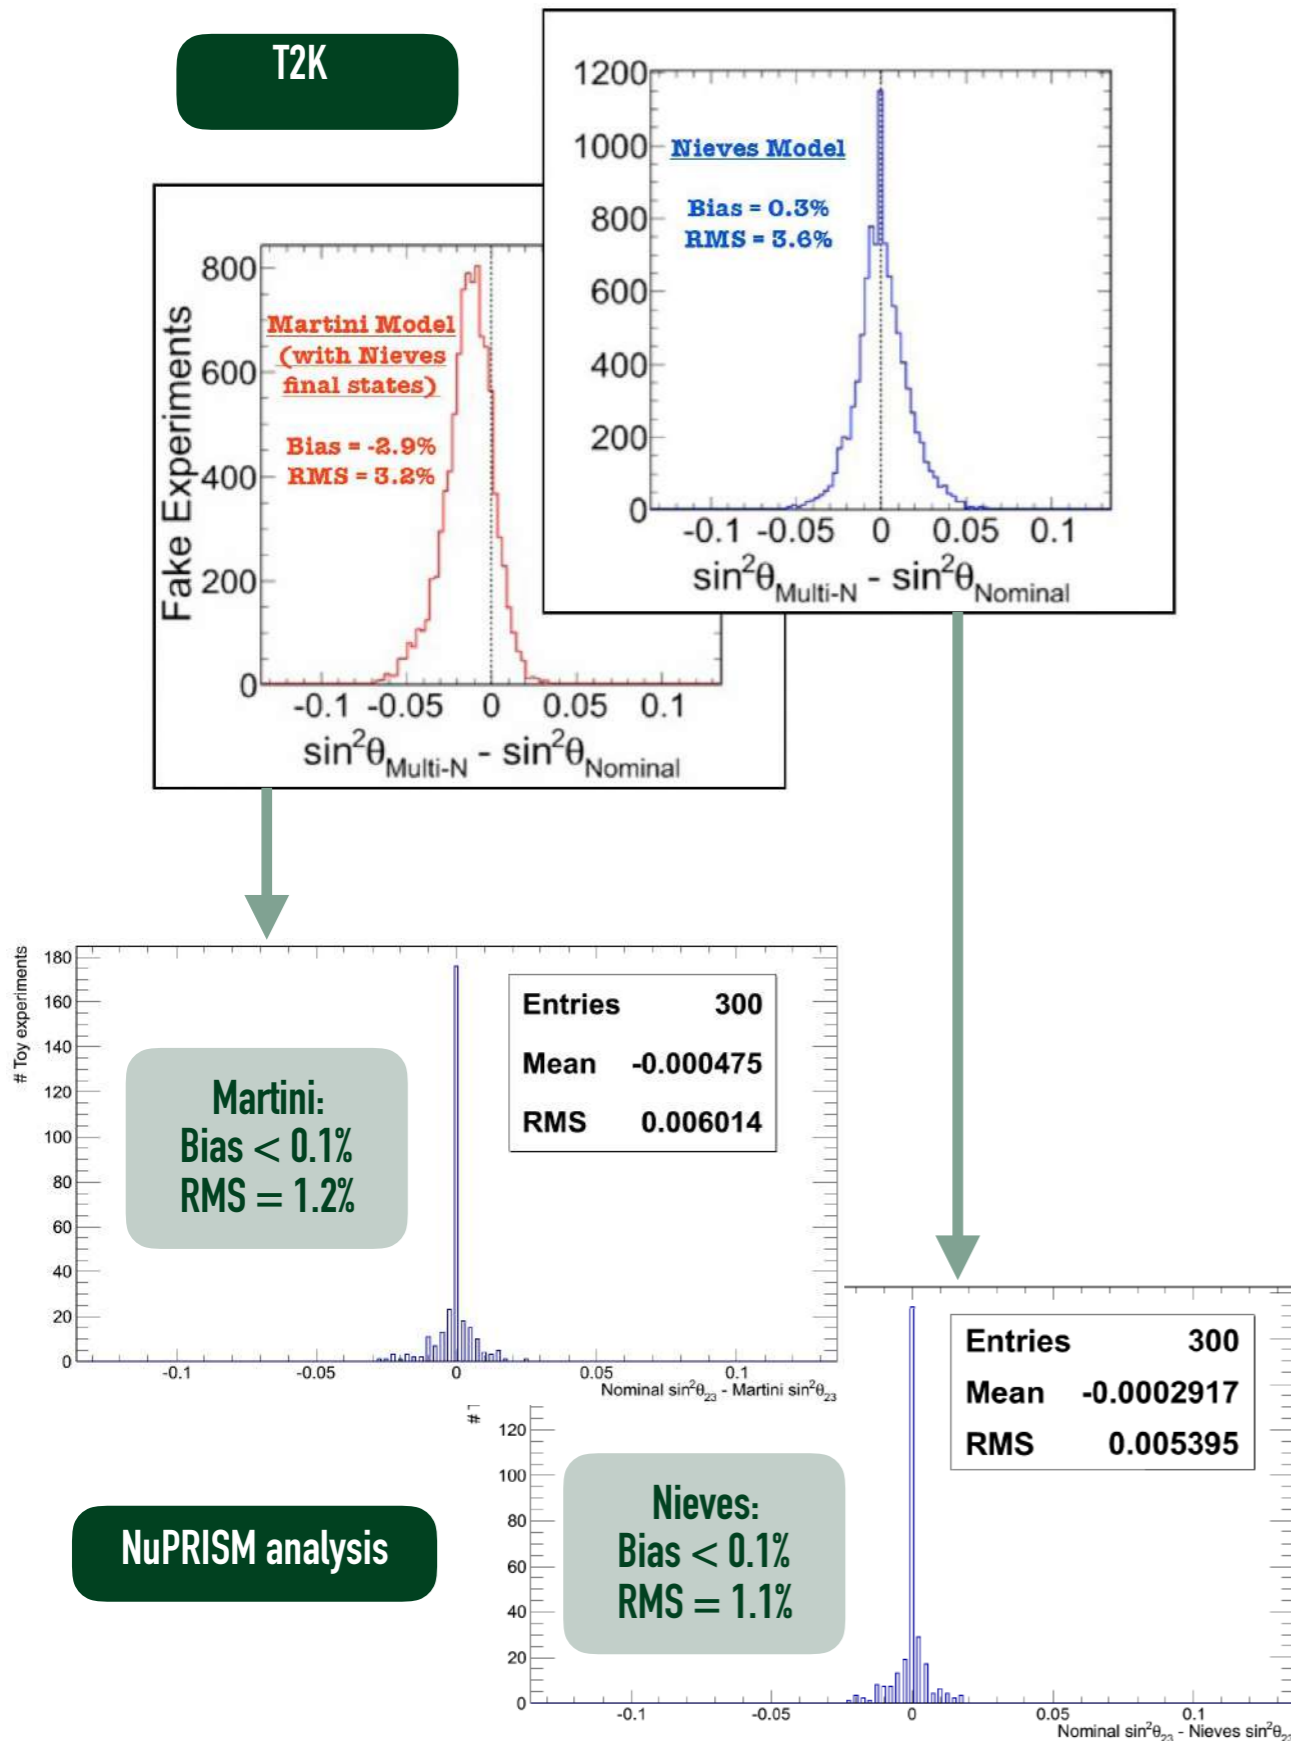 T2K
1200
1000
800
600
400
200
0
Nieves Model
Bias = 0.3%
RMS = 3.6%
-0.1 -0.05 0 0.05 0.1
sin²θMulti-N - sin²θNominal
Fake Experiments
800
600
400
200
0
Martini Model
(with Nieves
final states)
Bias = -2.9%
RMS = 3.2%
-0.1 -0.05 0 0.05 0.1
sin²θMulti-N - sin²θNominal
# Toy experiments
180
160
140
120
100
80
60
40
20
0
Martini:
Bias < 0.1%
RMS = 1.2%
Entries 300
Mean -0.000475
RMS 0.006014
-0.1 -0.05 0 0.05 0.1
Nominal sin²θ23 - Martini sin²θ23
#
120
100
80
60
40
20
0
Entries 300
Mean -0.0002917
RMS 0.005395
Nieves:
Bias < 0.1%
RMS = 1.1%
-0.1 -0.05 0 0.05 0.1
Nominal sin²θ23 - Nieves sin²θ23
NuPRISM analysis